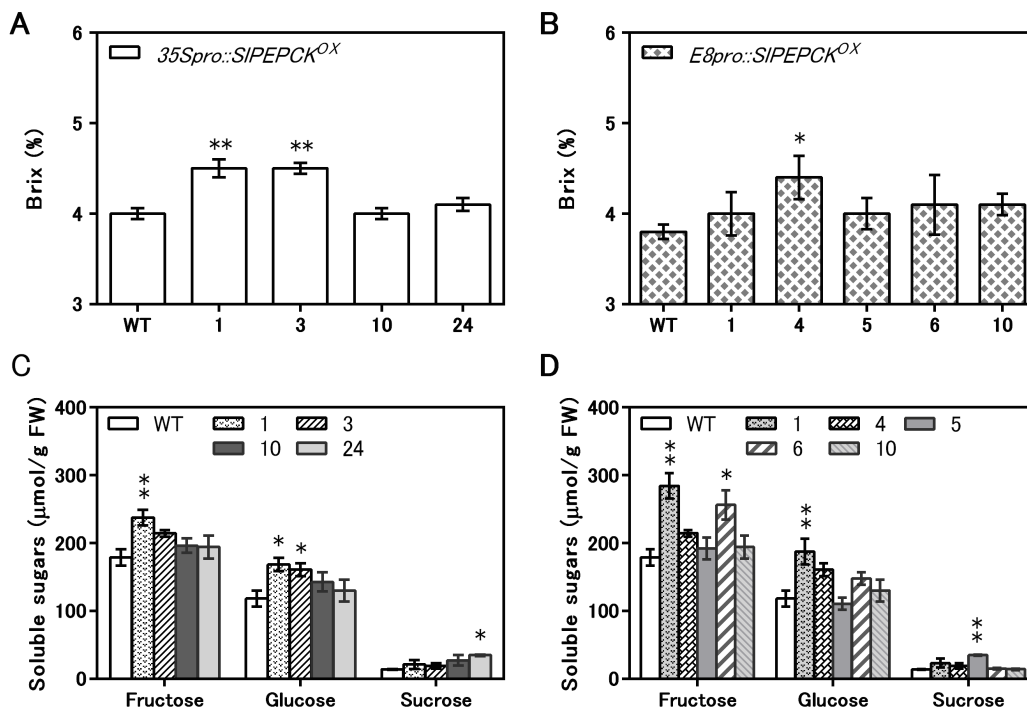 A
35Spro::SlPEPCK^OX
Brix (%)
6
5
4
3
** **
WT 1 3 10 24
B
E8pro::SlPEPCK^OX
Brix (%)
6
5
4
3
*
WT 1 4 5 6 10
C
Soluble sugars (µmol/g FW)
400
300
200
100
0
WT 1 3
10 24
** * * *
Fructose Glucose Sucrose
D
Soluble sugars (µmol/g FW)
400
300
200
100
0
WT 1 4 5
6 10
** * ** **
Fructose Glucose Sucrose